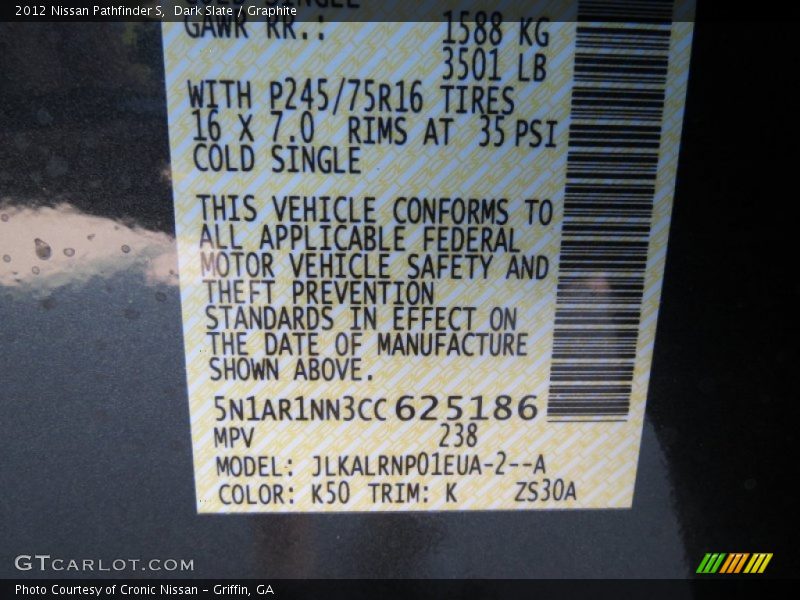 2012 Nissan Pathfinder S, Dark Slate / Graphite
COLD SINGLE
GAWR RR.: 1588 KG
3501 LB
WITH P245/75R16 TIRES
16 X 7.0 RIMS AT 35 PSI
COLD SINGLE
THIS VEHICLE CONFORMS TO
ALL APPLICABLE FEDERAL
MOTOR VEHICLE SAFETY AND
THEFT PREVENTION
STANDARDS IN EFFECT ON
THE DATE OF MANUFACTURE
SHOWN ABOVE.
5N1AR1NN3CC625186
MPV 238
MODEL: JLKALRNP01EUA-2--A
COLOR: K50 TRIM: K ZS30A
GTCARLOT.COM
Photo Courtesy of Cronic Nissan - Griffin, GA